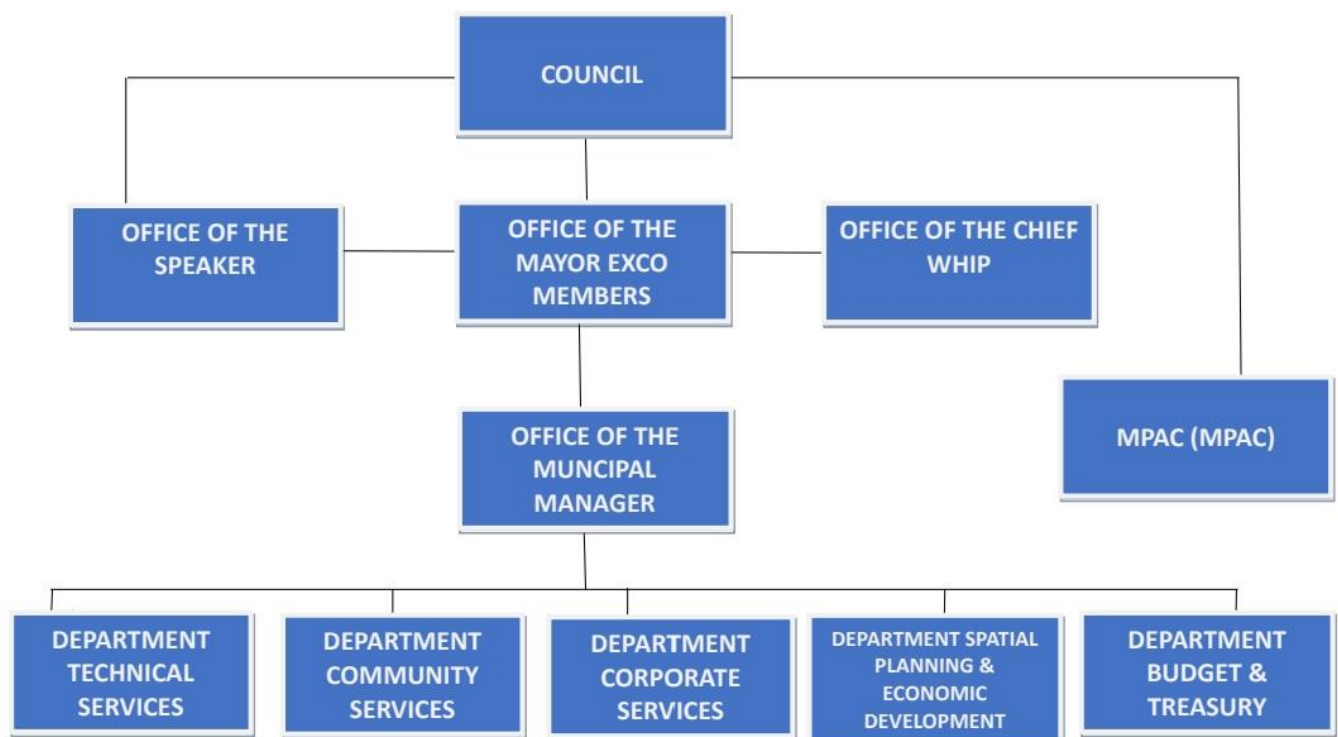 COUNCIL
OFFICE OF THE
SPEAKER
OFFICE OF THE
MAYOR EXCO
MEMBERS
OFFICE OF THE CHIEF
WHIP
MPAC (MPAC)
OFFICE OF THE
MUNCIPAL
MANAGER
DEPARTMENT
TECHNICAL
SERVICES
DEPARTMENT
COMMUNITY
SERVICES
DEPARTMENT
CORPORATE
SERVICES
DEPARTMENT SPATIAL
PLANNING &
ECONOMIC
DEVELOPMENT
DEPARTMENT
BUDGET &
TREASURY